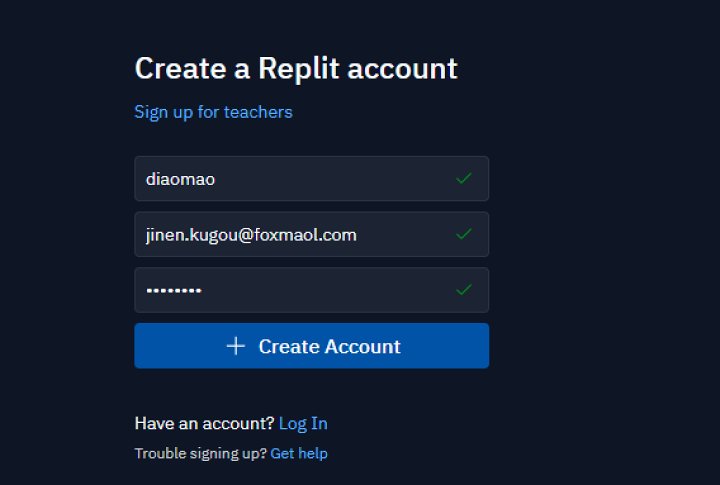 Create a Replit account
Sign up for teachers
diaomao
jinen.kugou@foxmaol.com
••••••••
Create Account
Have an account? Log In
Trouble signing up? Get help